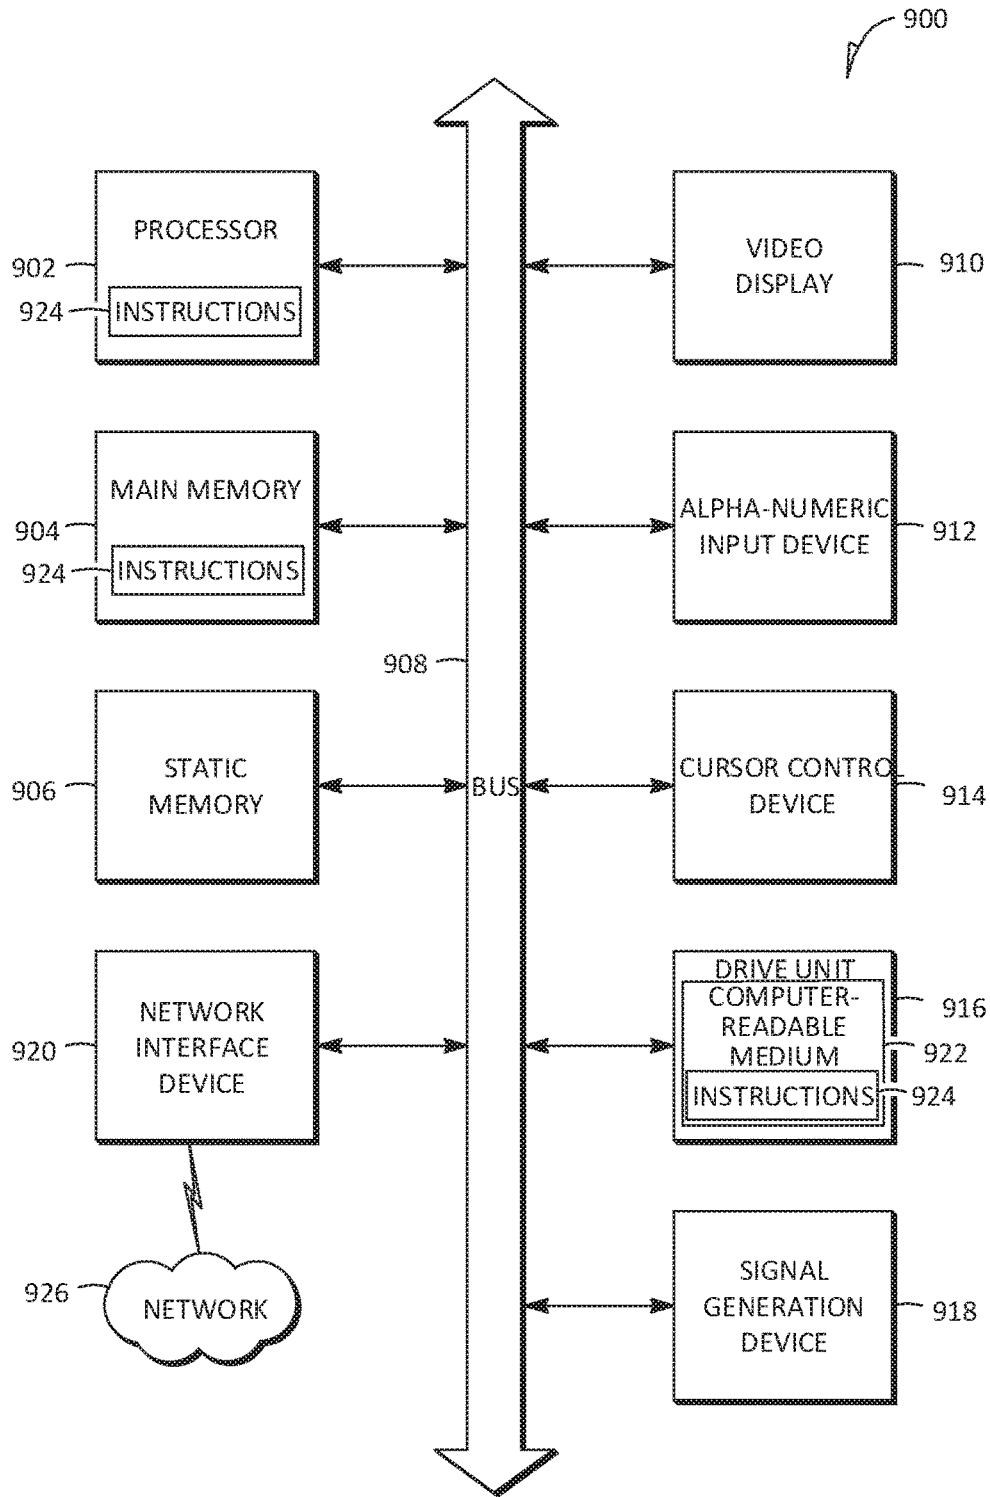 900
PROCESSOR
902
924
INSTRUCTIONS
MAIN MEMORY
904
924
INSTRUCTIONS
908
STATIC
MEMORY
906
NETWORK
INTERFACE
DEVICE
920
926
NETWORK
BUS
VIDEO
DISPLAY
910
ALPHA-NUMERIC
INPUT DEVICE
912
CURSOR CONTROL
DEVICE
914
DRIVE UNIT
916
COMPUTER-
READABLE
MEDIUM
922
INSTRUCTIONS
924
SIGNAL
GENERATION
DEVICE
918